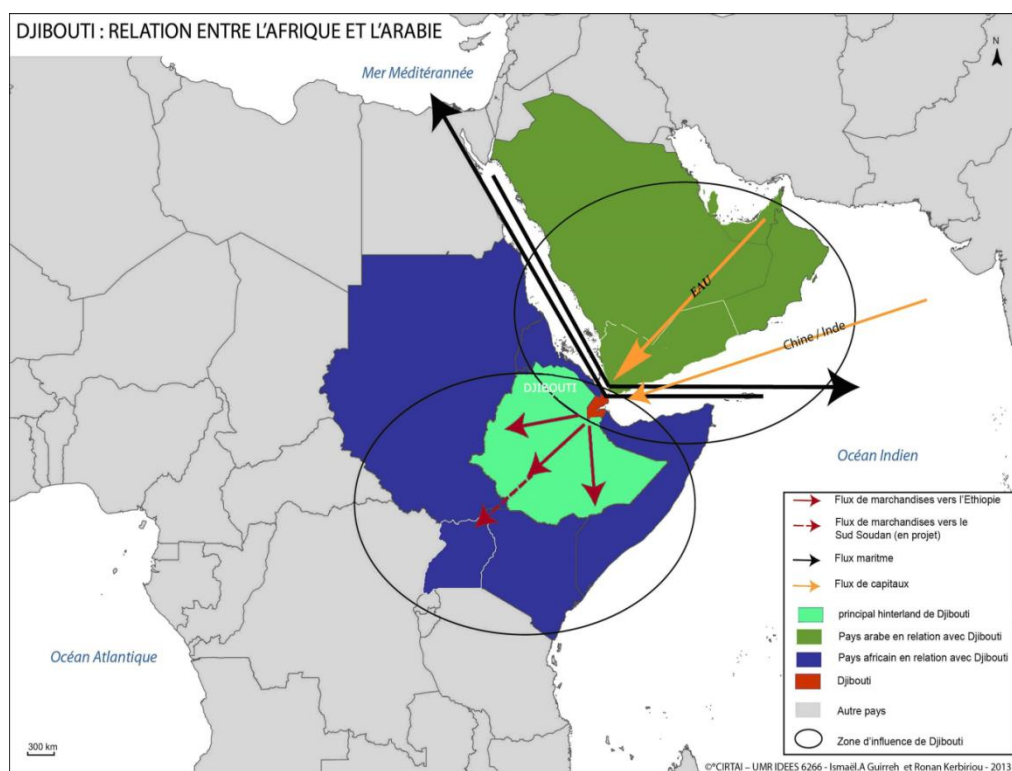 DJIBOUTI : RELATION ENTRE L'AFRIQUE ET L'ARABIE
Mer Méditérannée
N
EAU
Chine / Inde
DJIBOUTI
Océan Indien
Océan Atlantique
Flux de marchandises vers l'Ethiopie
Flux de marchandises vers le
Sud Soudan (en projet)
Flux maritme
Flux de capitaux
principal hinterland de Djibouti
Pays arabe en relation avec Djibouti
Pays africain en relation avec Djibouti
Djibouti
Autre pays
Zone d'influence de Djibouti
300 km
©°CIRTAI – UMR IDEES 6266 - Ismaël.A Guirreh et Ronan Kerbiriou - 2013